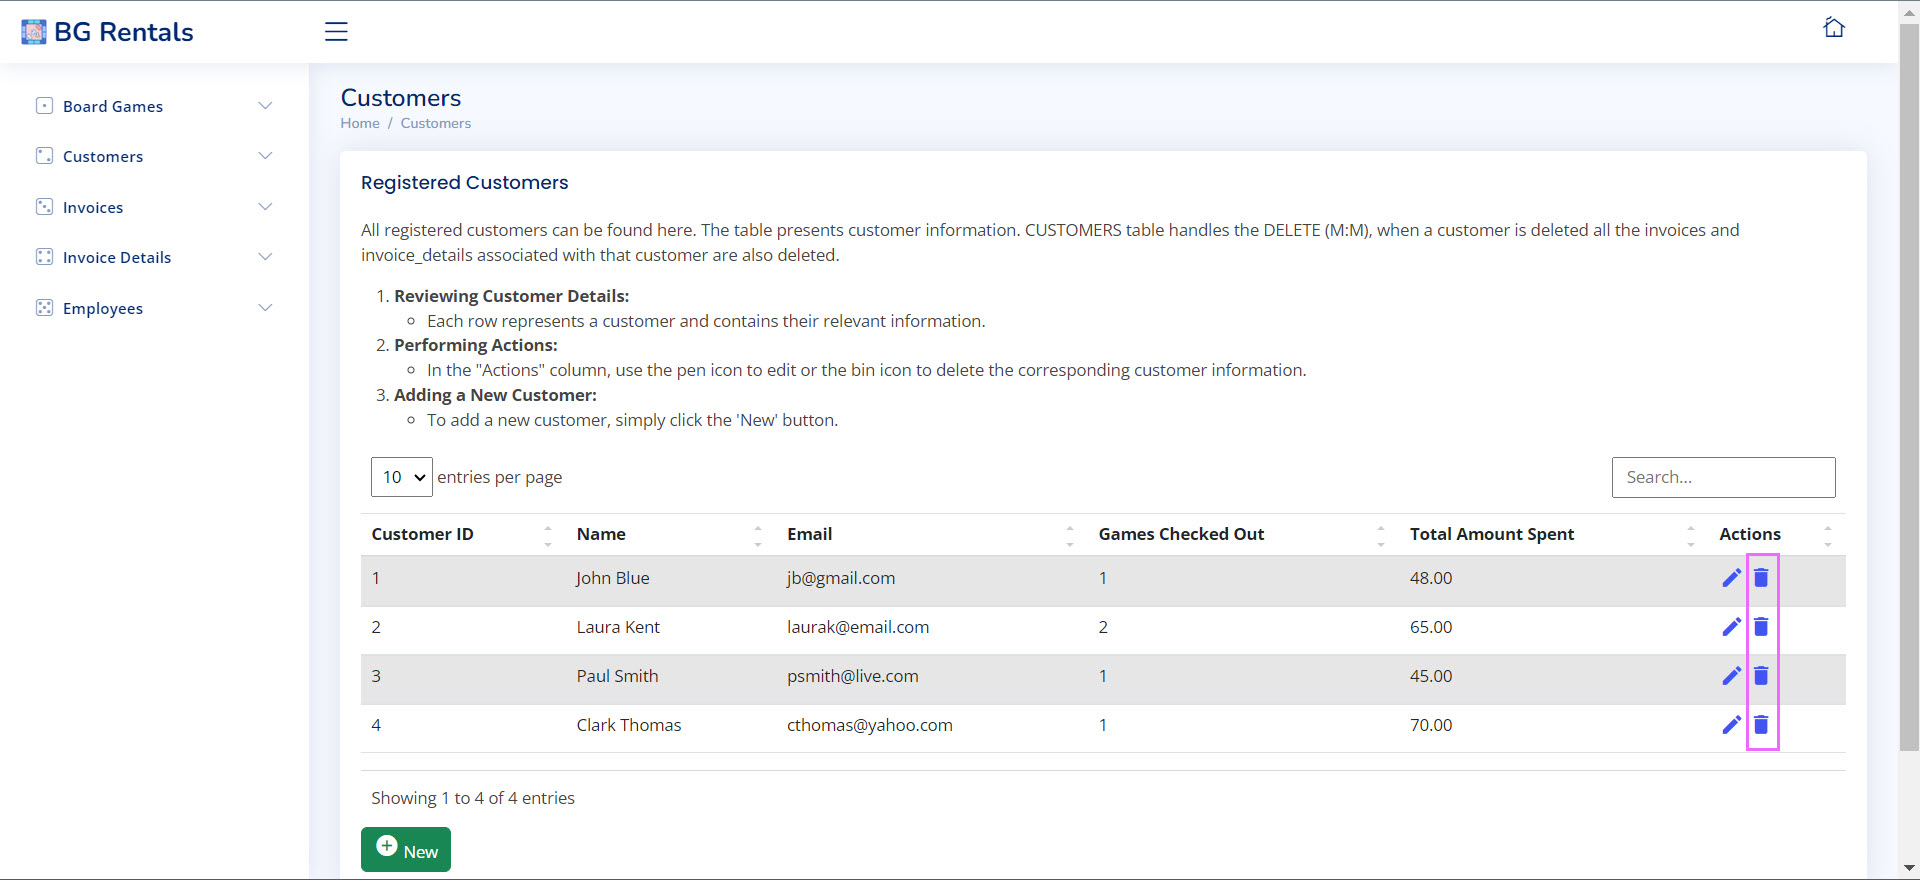 BG Rentals
Board Games
Customers
Invoices
Invoice Details
Employees
Customers
Home / Customers
Registered Customers
All registered customers can be found here. The table presents customer information. CUSTOMERS table handles the DELETE (M:M), when a customer is deleted all the invoices and
invoice_details associated with that customer are also deleted.
1. Reviewing Customer Details:
Each row represents a customer and contains their relevant information.
2. Performing Actions:
In the "Actions" column, use the pen icon to edit or the bin icon to delete the corresponding customer information.
3. Adding a New Customer:
To add a new customer, simply click the 'New' button.
10 entries per page
Search...
Customer ID Name Email Games Checked Out Total Amount Spent Actions
1 John Blue jb@gmail.com 1 48.00
2 Laura Kent laurak@email.com 2 65.00
3 Paul Smith psmith@live.com 1 45.00
4 Clark Thomas cthomas@yahoo.com 1 70.00
Showing 1 to 4 of 4 entries
New